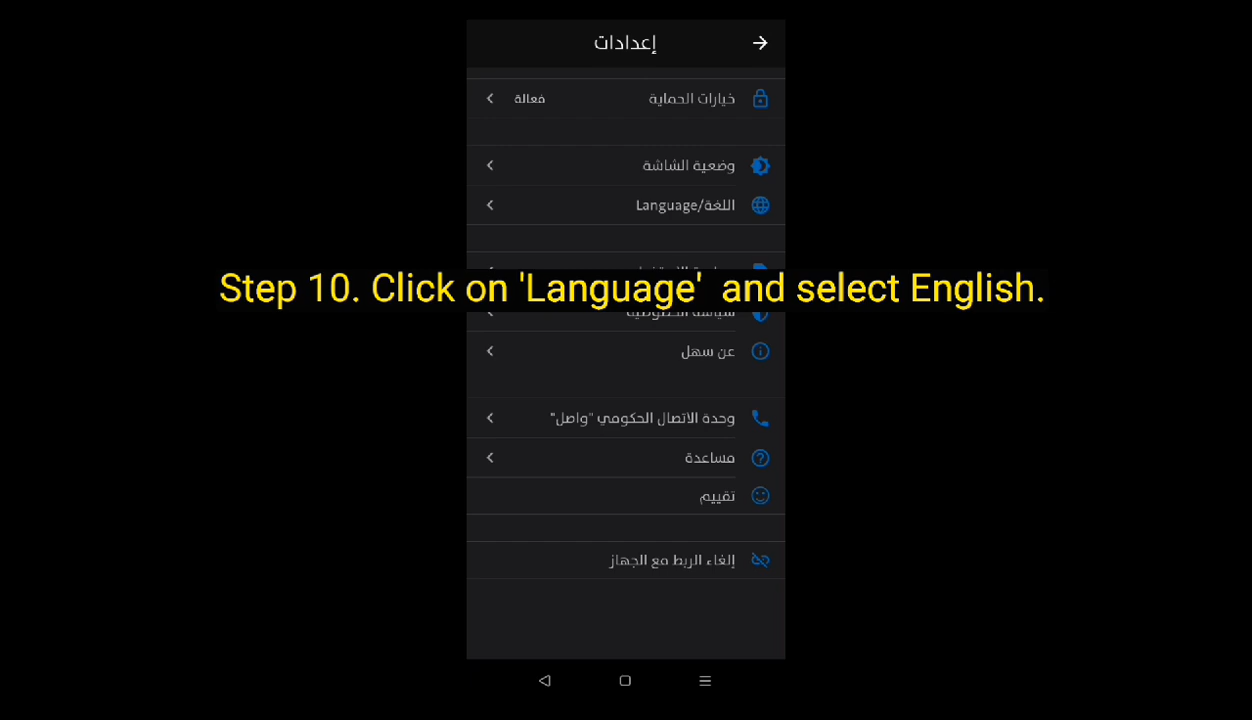 إعدادات
خيارات الحماية فعالة
وضعية الشاشة
اللغة/Language
Step 10. Click on 'Language' and select English.
سياسة الخصوصية
عن سهل
وحدة الاتصال الحكومي "واصل"
مساعدة
تقييم
إلغاء الربط مع الجهاز